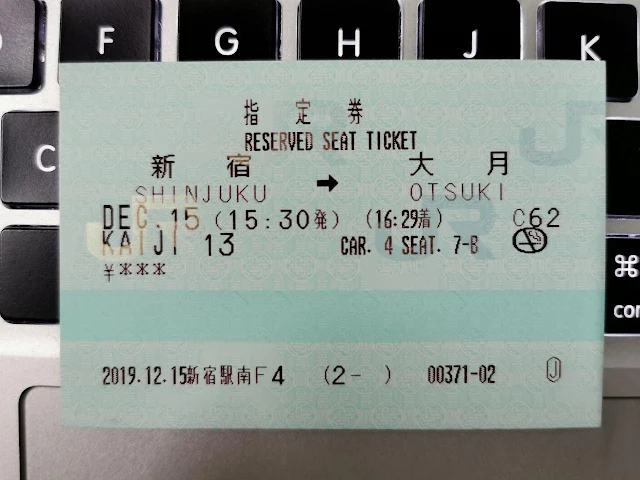 F G H J K
C
指定券
RESERVED SEAT TICKET
新宿 ➡ 大月
SHINJUKU OTSUKI
DEC.15 (15:30発) (16:29着) C62
KAIJI 13 CAR. 4 SEAT. 7-B
¥***
⌘
2019.12.15新宿駅南F4 (2- ) 00371-02 Ⓙ